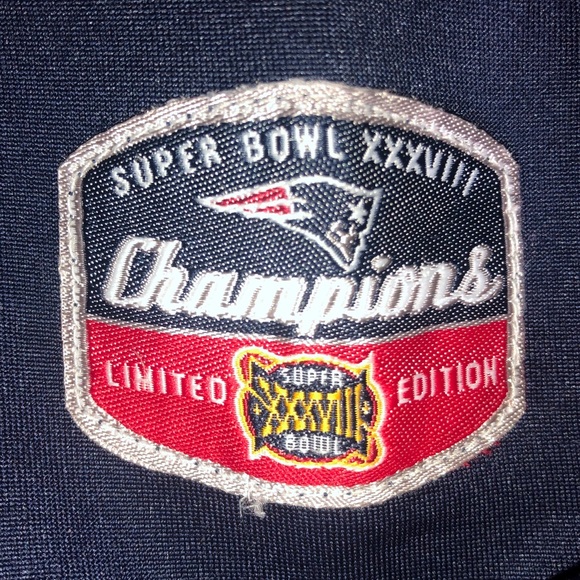 SUPER BOWL XXXVIII
Champions
LIMITED EDITION
SUPER
XXXVIII
BOWL